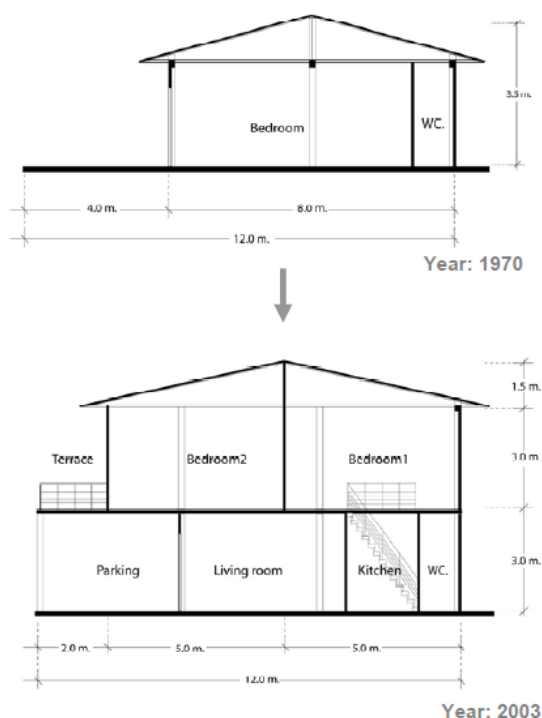 3.5 m.
Bedroom
WC.
4.0 m.
8.0 m.
12.0 m.
Year: 1970
1.5 m.
Terrace
Bedroom2
Bedroom1
3.0 m.
Parking
Living room
Kitchen
WC.
3.0 m.
2.0 m.
5.0 m.
5.0 m.
12.0 m.
Year: 2003